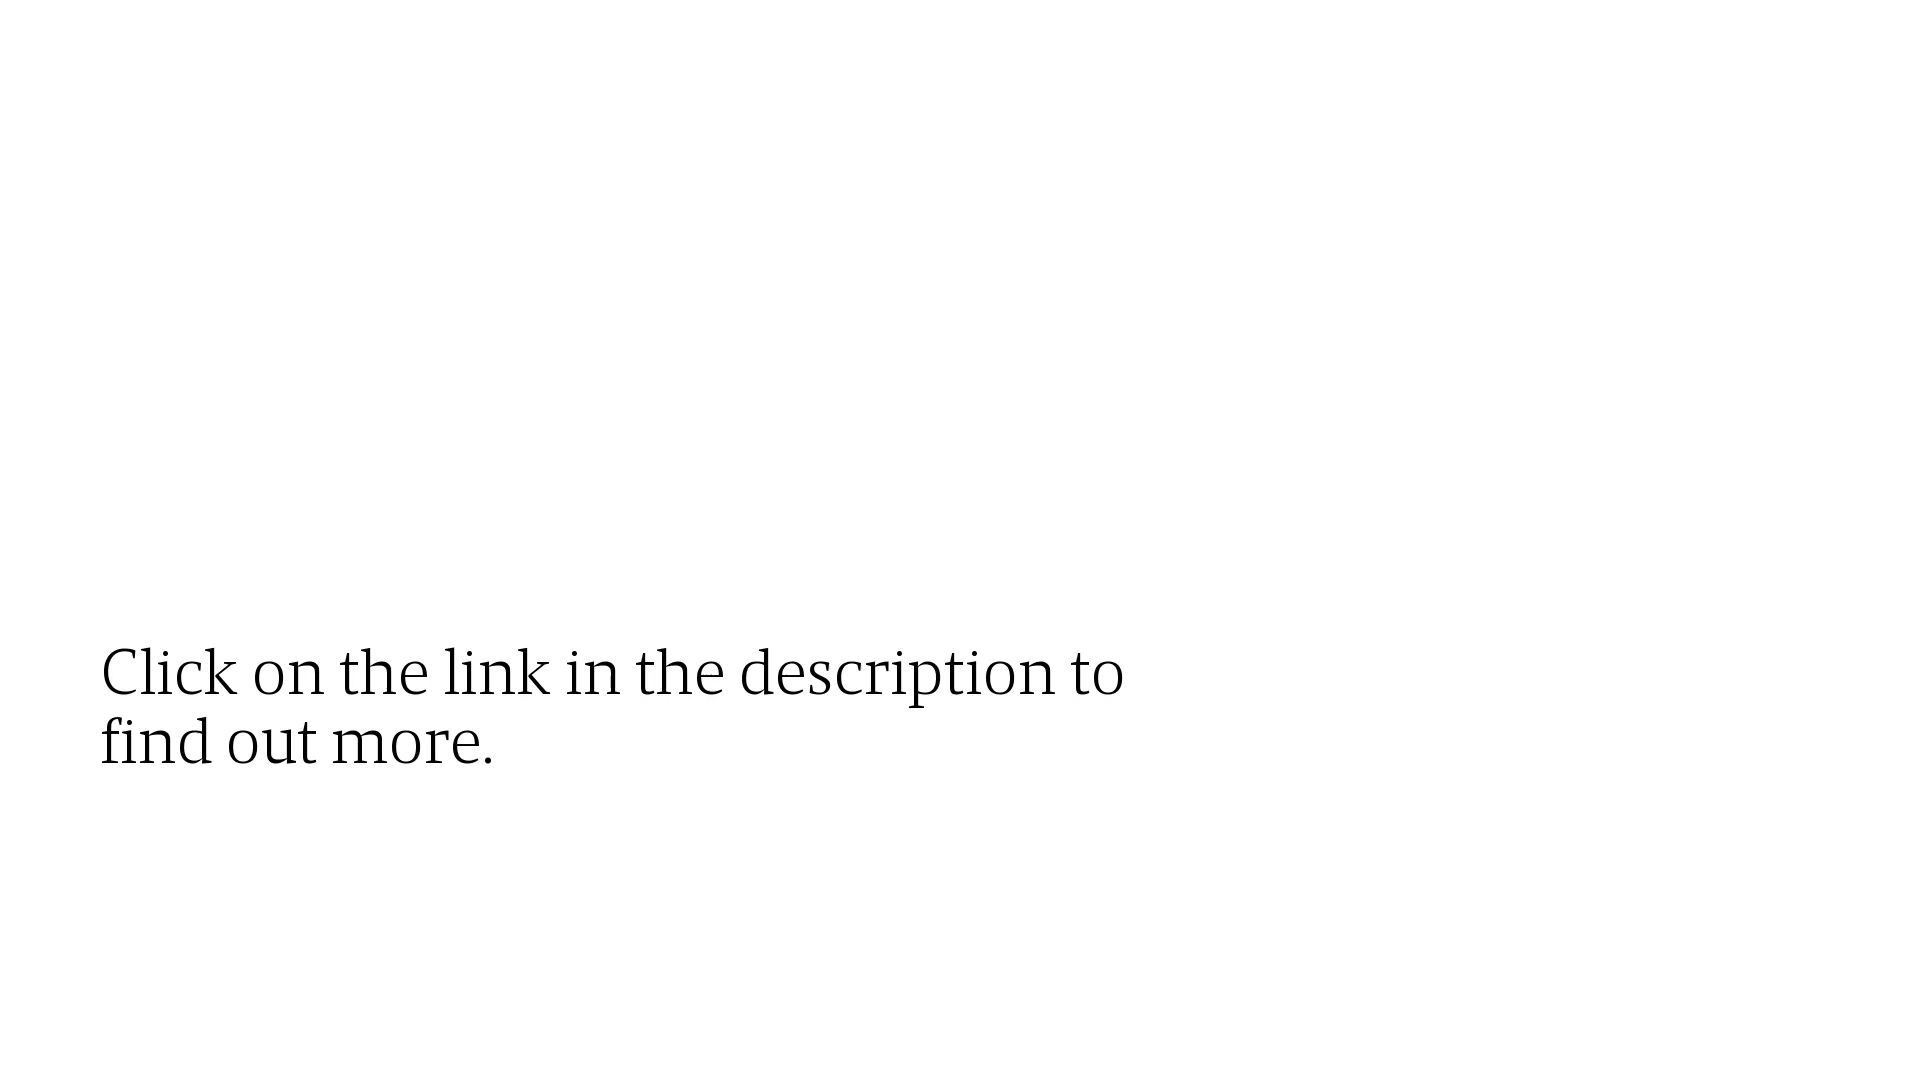 Click on the link in the description to
find out more.